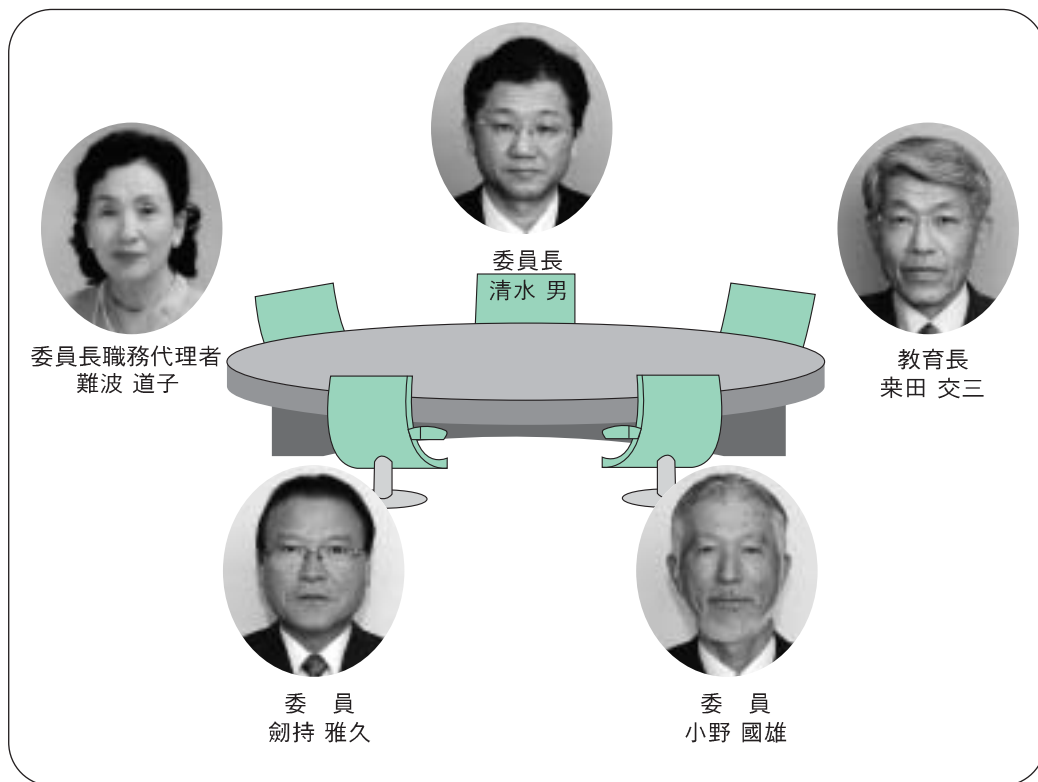 委員長
清水 男
委員長職務代理者
難波 道子
教育長
桒田 交三
委　員
劒持 雅久
委　員
小野 國雄